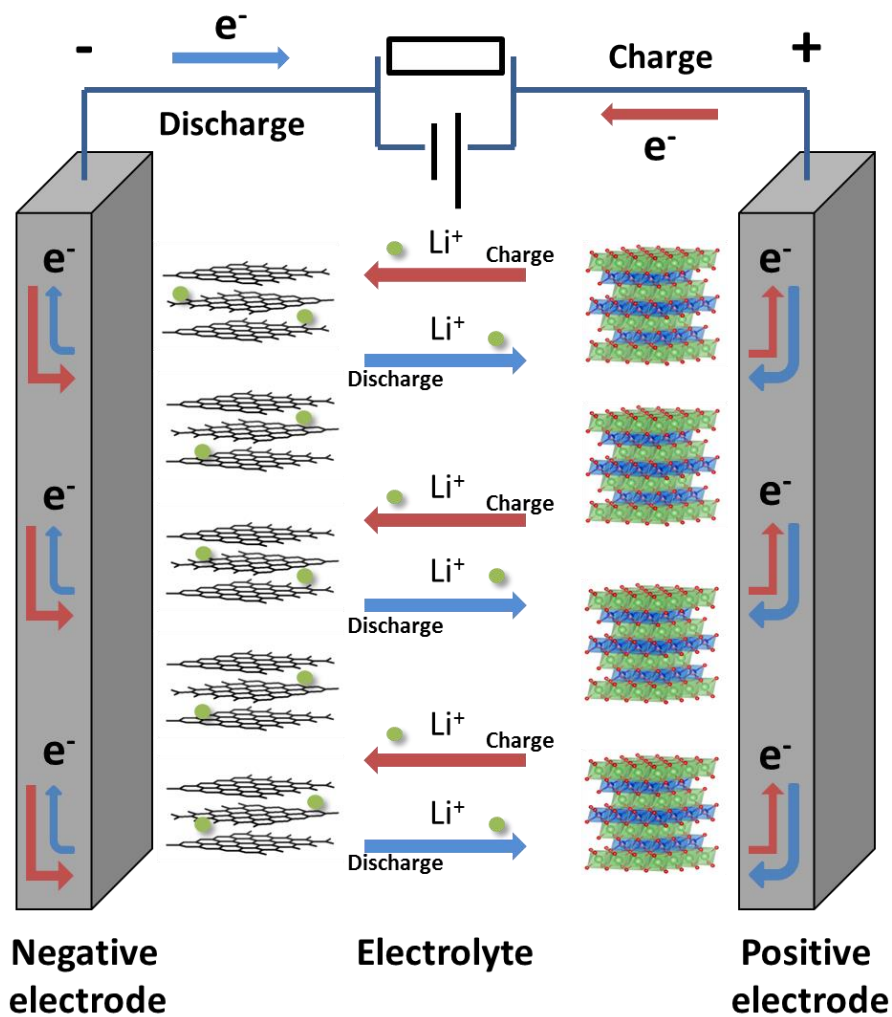 -
e-
Charge
+
Discharge
e-
e-
Li+
Charge
e-
Li+
Discharge
e-
Li+
Charge
e-
Li+
Discharge
e-
Li+
Charge
e-
Li+
Discharge
Negative
electrode
Electrolyte
Positive
electrode